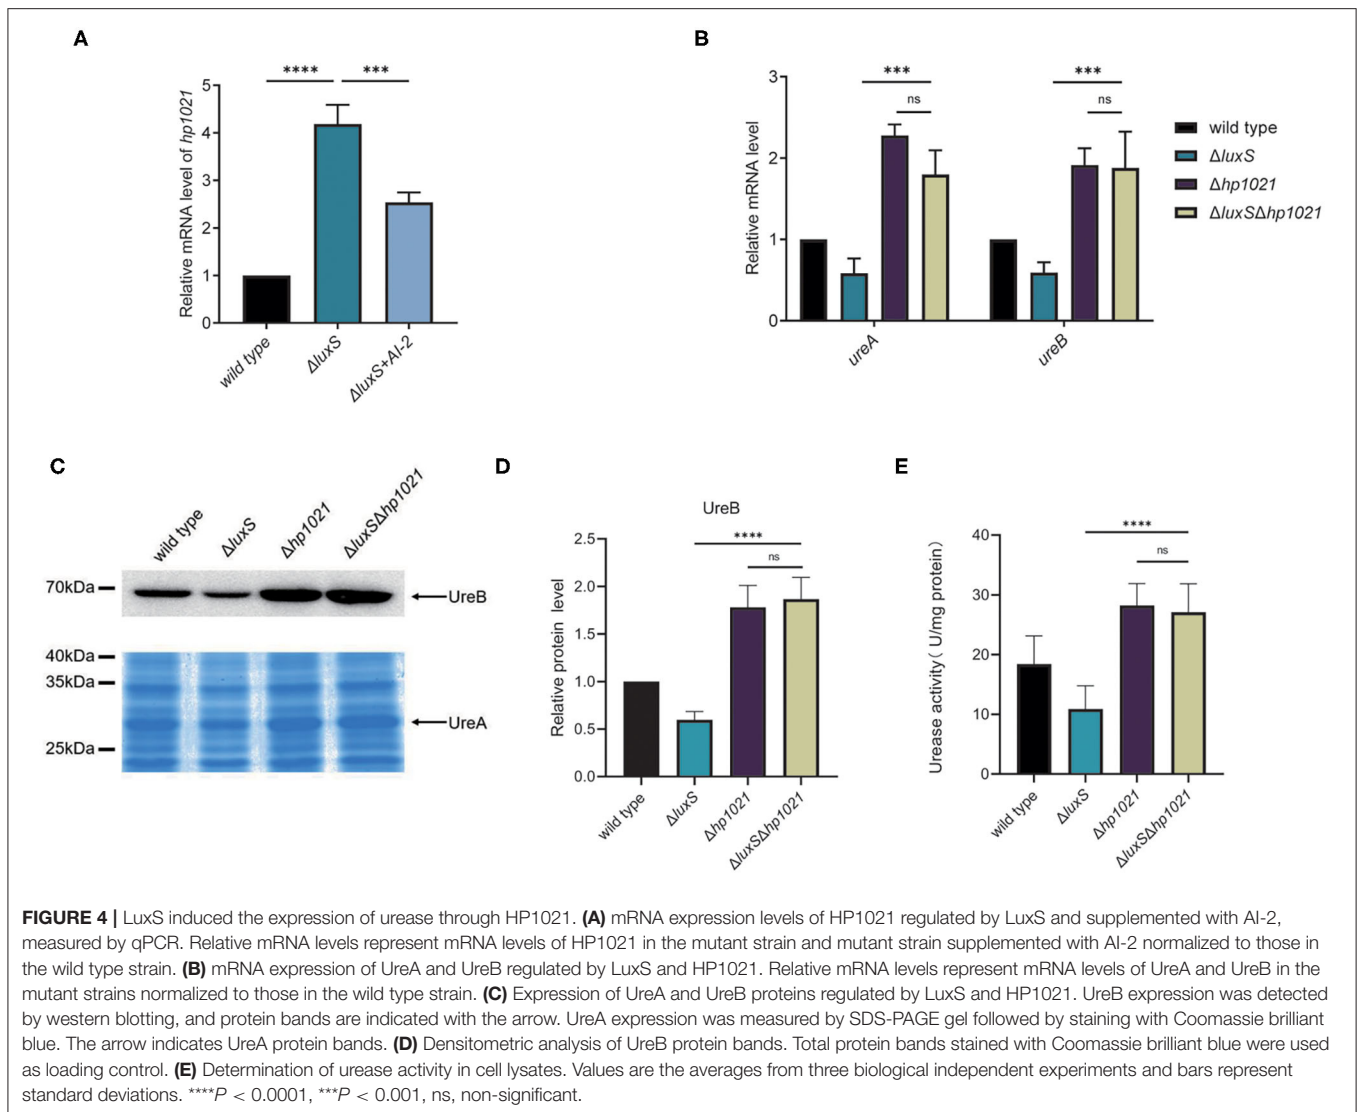 A
****
***
5
4
3
2
1
0
Relative mRNA level of hp1021
wild type
ΔluxS
ΔluxS+AI-2
B
***
***
ns
ns
3
2
1
0
Relative mRNA level
ureA
ureB
wild type
ΔluxS
Δhp1021
ΔluxSΔhp1021
C
wild type
ΔluxS
Δhp1021
ΔluxSΔhp1021
70kDa
UreB
40kDa
35kDa
UreA
25kDa
D
UreB
****
ns
2.5
2.0
1.5
1.0
0.5
0.0
Relative protein level
wild type
ΔluxS
Δhp1021
ΔluxSΔhp1021
E
****
ns
40
30
20
10
0
Urease activity( U/mg protein)
wild type
ΔluxS
Δhp1021
ΔluxSΔhp1021
FIGURE 4 | LuxS induced the expression of urease through HP1021. (A) mRNA expression levels of HP1021 regulated by LuxS and supplemented with AI-2,
measured by qPCR. Relative mRNA levels represent mRNA levels of HP1021 in the mutant strain and mutant strain supplemented with AI-2 normalized to those in
the wild type strain. (B) mRNA expression of UreA and UreB regulated by LuxS and HP1021. Relative mRNA levels represent mRNA levels of UreA and UreB in the
mutant strains normalized to those in the wild type strain. (C) Expression of UreA and UreB proteins regulated by LuxS and HP1021. UreB expression was detected
by western blotting, and protein bands are indicated with the arrow. UreA expression was measured by SDS-PAGE gel followed by staining with Coomassie brilliant
blue. The arrow indicates UreA protein bands. (D) Densitometric analysis of UreB protein bands. Total protein bands stained with Coomassie brilliant blue were used
as loading control. (E) Determination of urease activity in cell lysates. Values are the averages from three biological independent experiments and bars represent
standard deviations. ****P < 0.0001, ***P < 0.001, ns, non-significant.